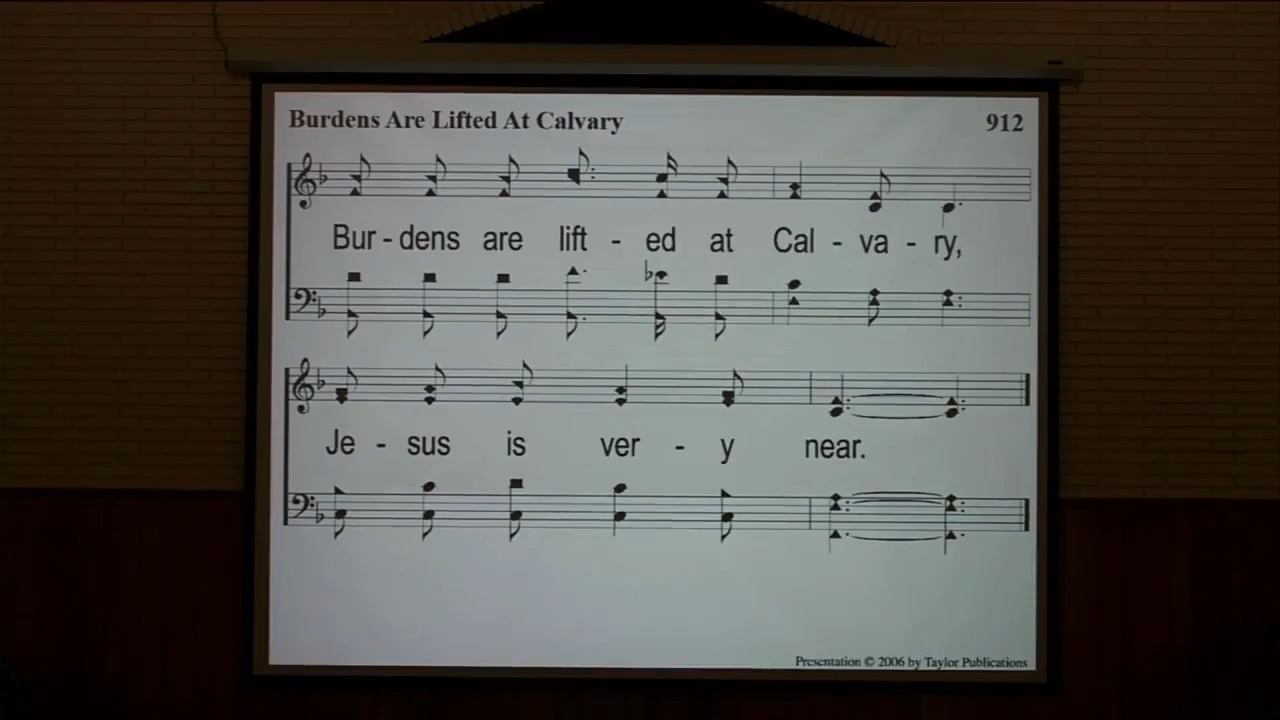 Burdens Are Lifted At Calvary 912
Bur - dens are lift - ed at Cal - va - ry,
Je - sus is ver - y near.
Presentation © 2006 by Taylor Publications